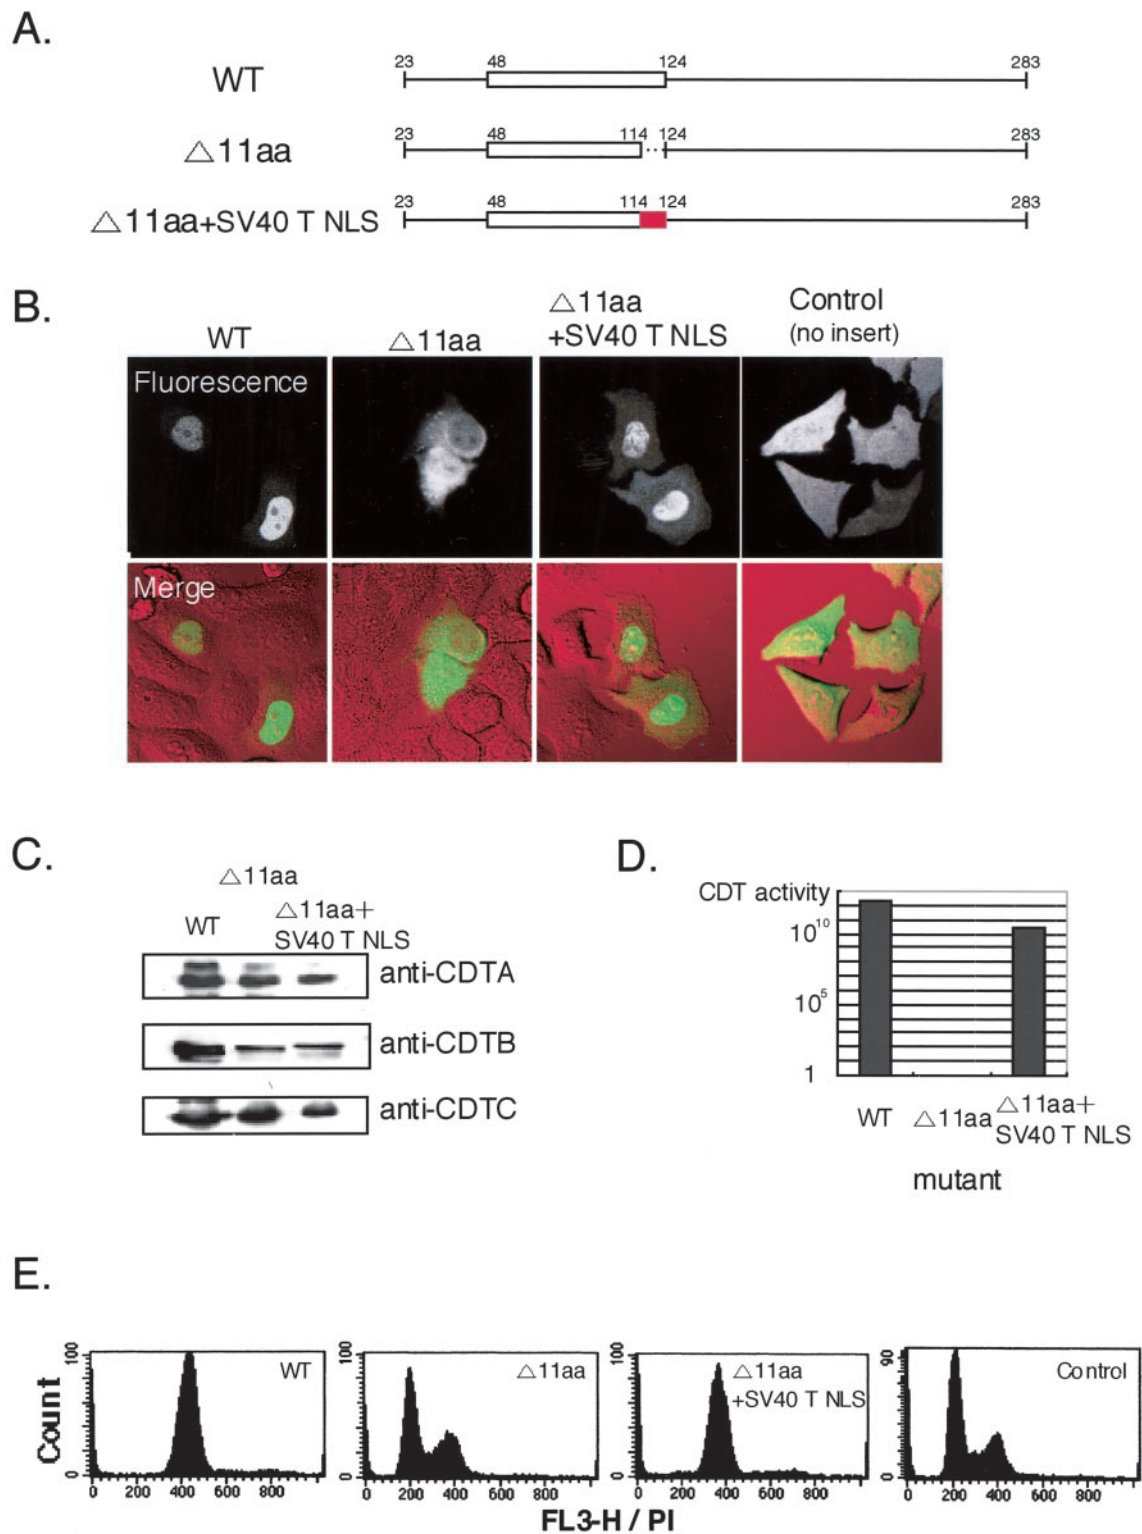 A.
23 48 124 283
WT
23 48 114 124 283
△11aa
23 48 114 124 283
△11aa+SV40 T NLS
B.
WT
△11aa
△11aa
+SV40 T NLS
Control
(no insert)
Fluorescence
Merge
C.
△11aa
WT
△11aa+
SV40 T NLS
anti-CDTA
anti-CDTB
anti-CDTC
D.
CDT activity
10¹⁰
10⁵
1
WT
△11aa
△11aa+
SV40 T NLS
mutant
E.
Count
100
0
WT
0 200 400 600 800
100
0
△11aa
0 200 400 600 800
100
0
△11aa
+SV40 T NLS
0 200 400 600 800
90
0
Control
0 200 400 600 800
FL3-H / PI